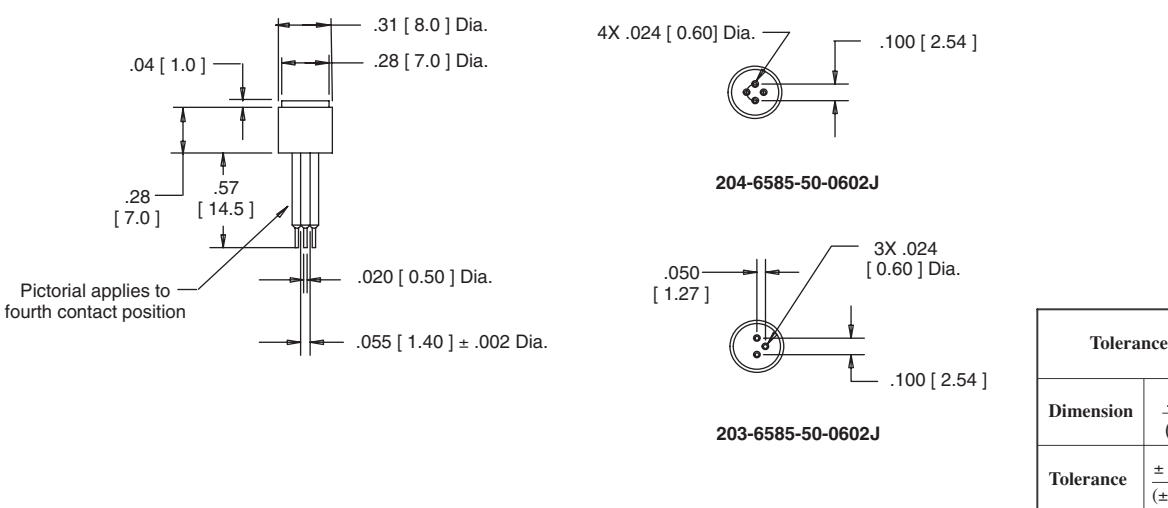 .31 [ 8.0 ] Dia.
.28 [ 7.0 ] Dia.
.04 [ 1.0 ]
.28
[ 7.0 ]
.57
[ 14.5 ]
Pictorial applies to
fourth contact position
.020 [ 0.50 ] Dia.
.055 [ 1.40 ] ± .002 Dia.
4X .024 [ 0.60] Dia.
.100 [ 2.54 ]
204-6585-50-0602J
.050
[ 1.27 ]
3X .024
[ 0.60 ] Dia.
.100 [ 2.54 ]
203-6585-50-0602J
Tolerance
Dimension
Tolerance
±
(±